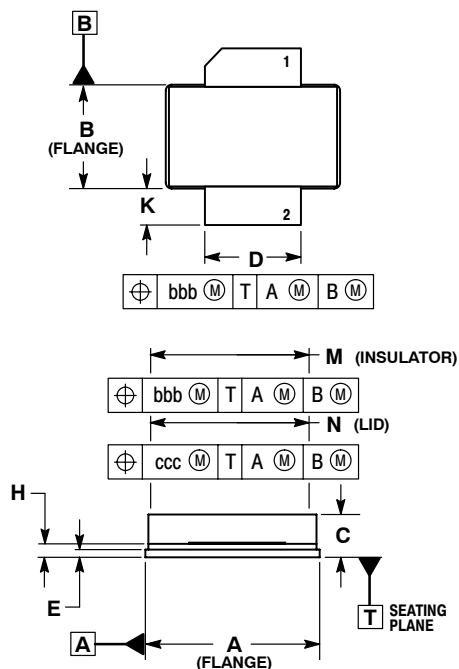 B
1
B
(FLANGE)
K
2
D
⌖ bbb Ⓜ T A Ⓜ B Ⓜ
M (INSULATOR)
⌖ bbb Ⓜ T A Ⓜ B Ⓜ
N (LID)
⌖ ccc Ⓜ T A Ⓜ B Ⓜ
H
C
E
T SEATING
PLANE
A
A
(FLANGE)